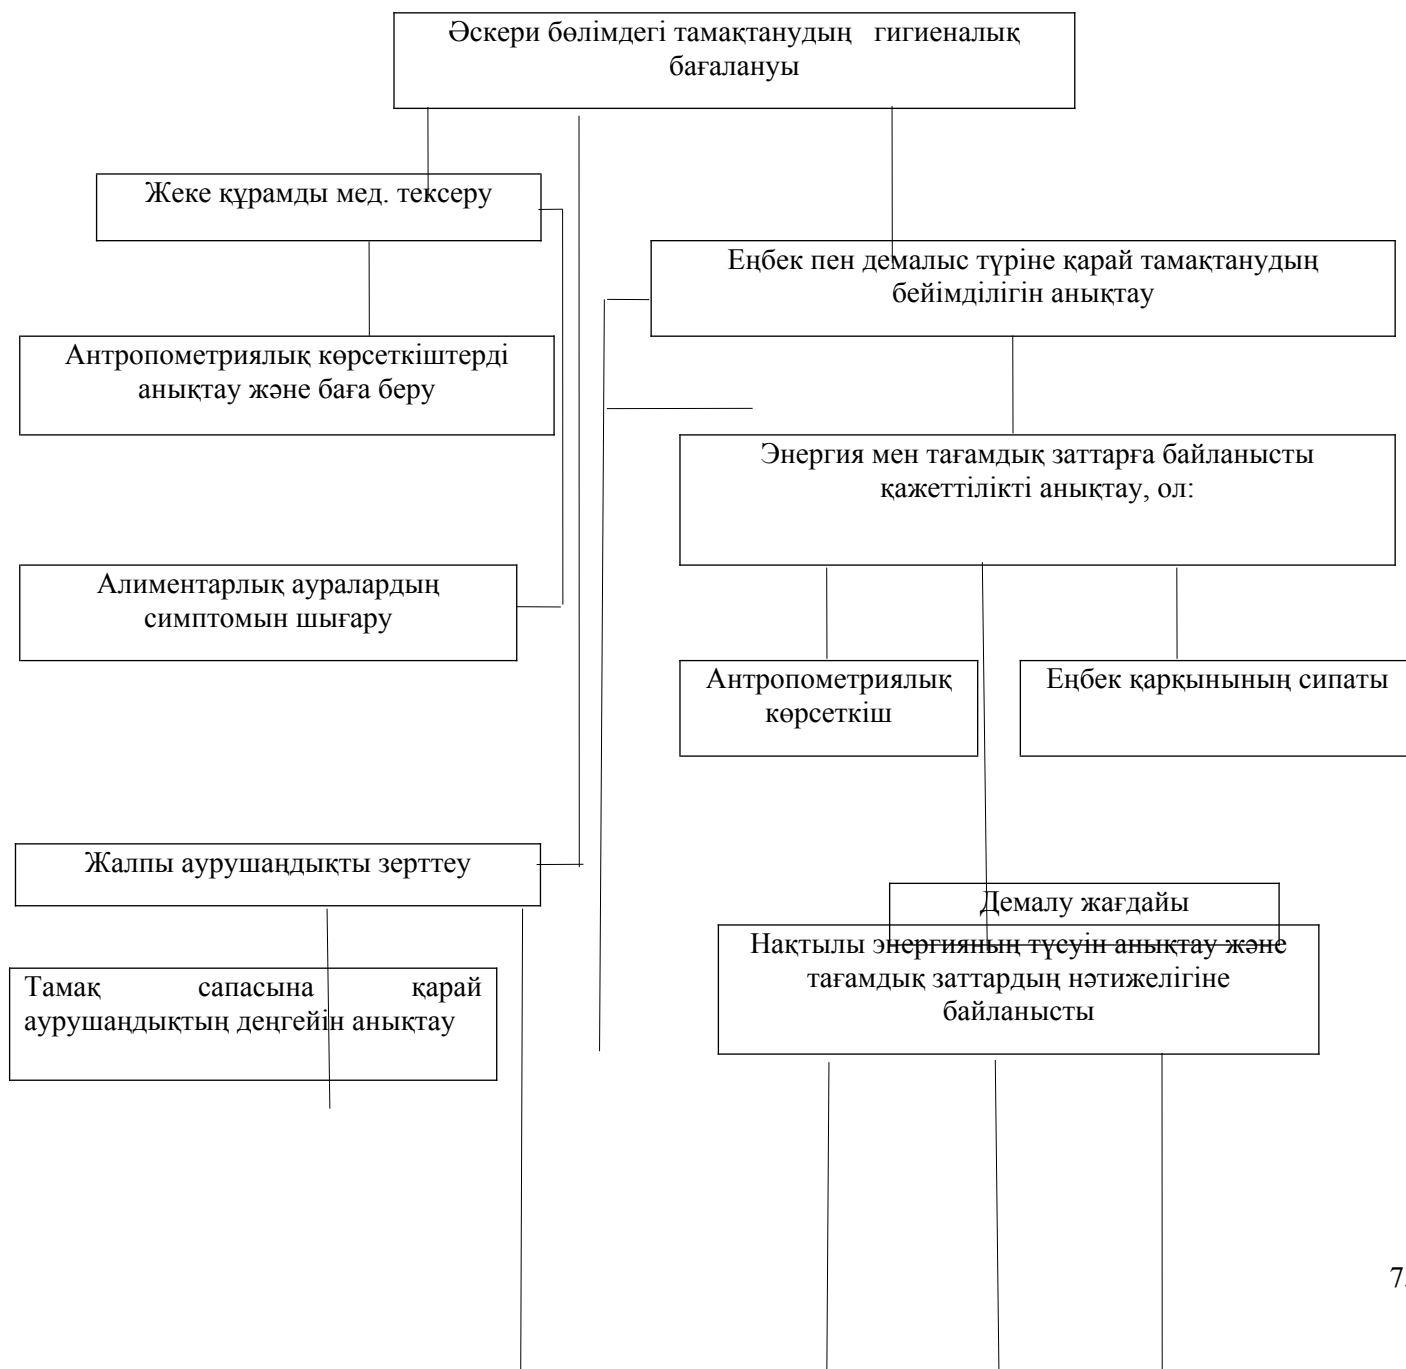 Әскери бөлімдегі тамақтанудың гигиеналық
бағалануы
Жеке құрамды мед. тексеру
Еңбек пен демалыс түріне қарай тамақтанудың
бейімділігін анықтау
Антропометриялық көрсеткіштерді
анықтау және баға беру
Энергия мен тағамдық заттарға байланысты
қажеттілікті анықтау, ол:
Алиментарлық ауралардың
симптомын шығару
Антропометриялық
көрсеткіш
Еңбек қарқынының сипаты
Жалпы аурушаңдықты зерттеу
Демалу жағдайы
Нақтылы энергияның түсуін анықтау және
тағамдық заттардың нәтижелігіне
байланысты
Тамақ сапасына қарай
аурушаңдықтың деңгейін анықтау